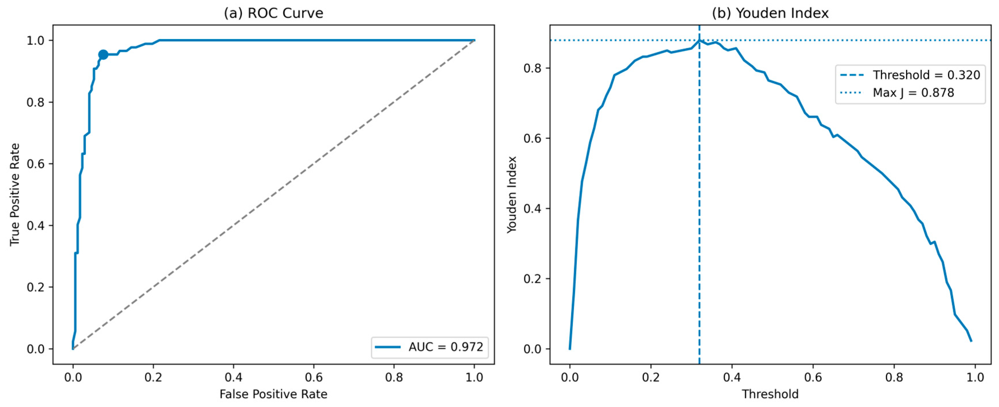 (a) ROC Curve
1.0
0.8
0.6
0.4
0.2
0.0
True Positive Rate
0.0 0.2 0.4 0.6 0.8 1.0
False Positive Rate
AUC = 0.972
(b) Youden Index
0.8
0.6
0.4
0.2
0.0
Youden Index
0.0 0.2 0.4 0.6 0.8 1.0
Threshold
Threshold = 0.320
Max J = 0.878